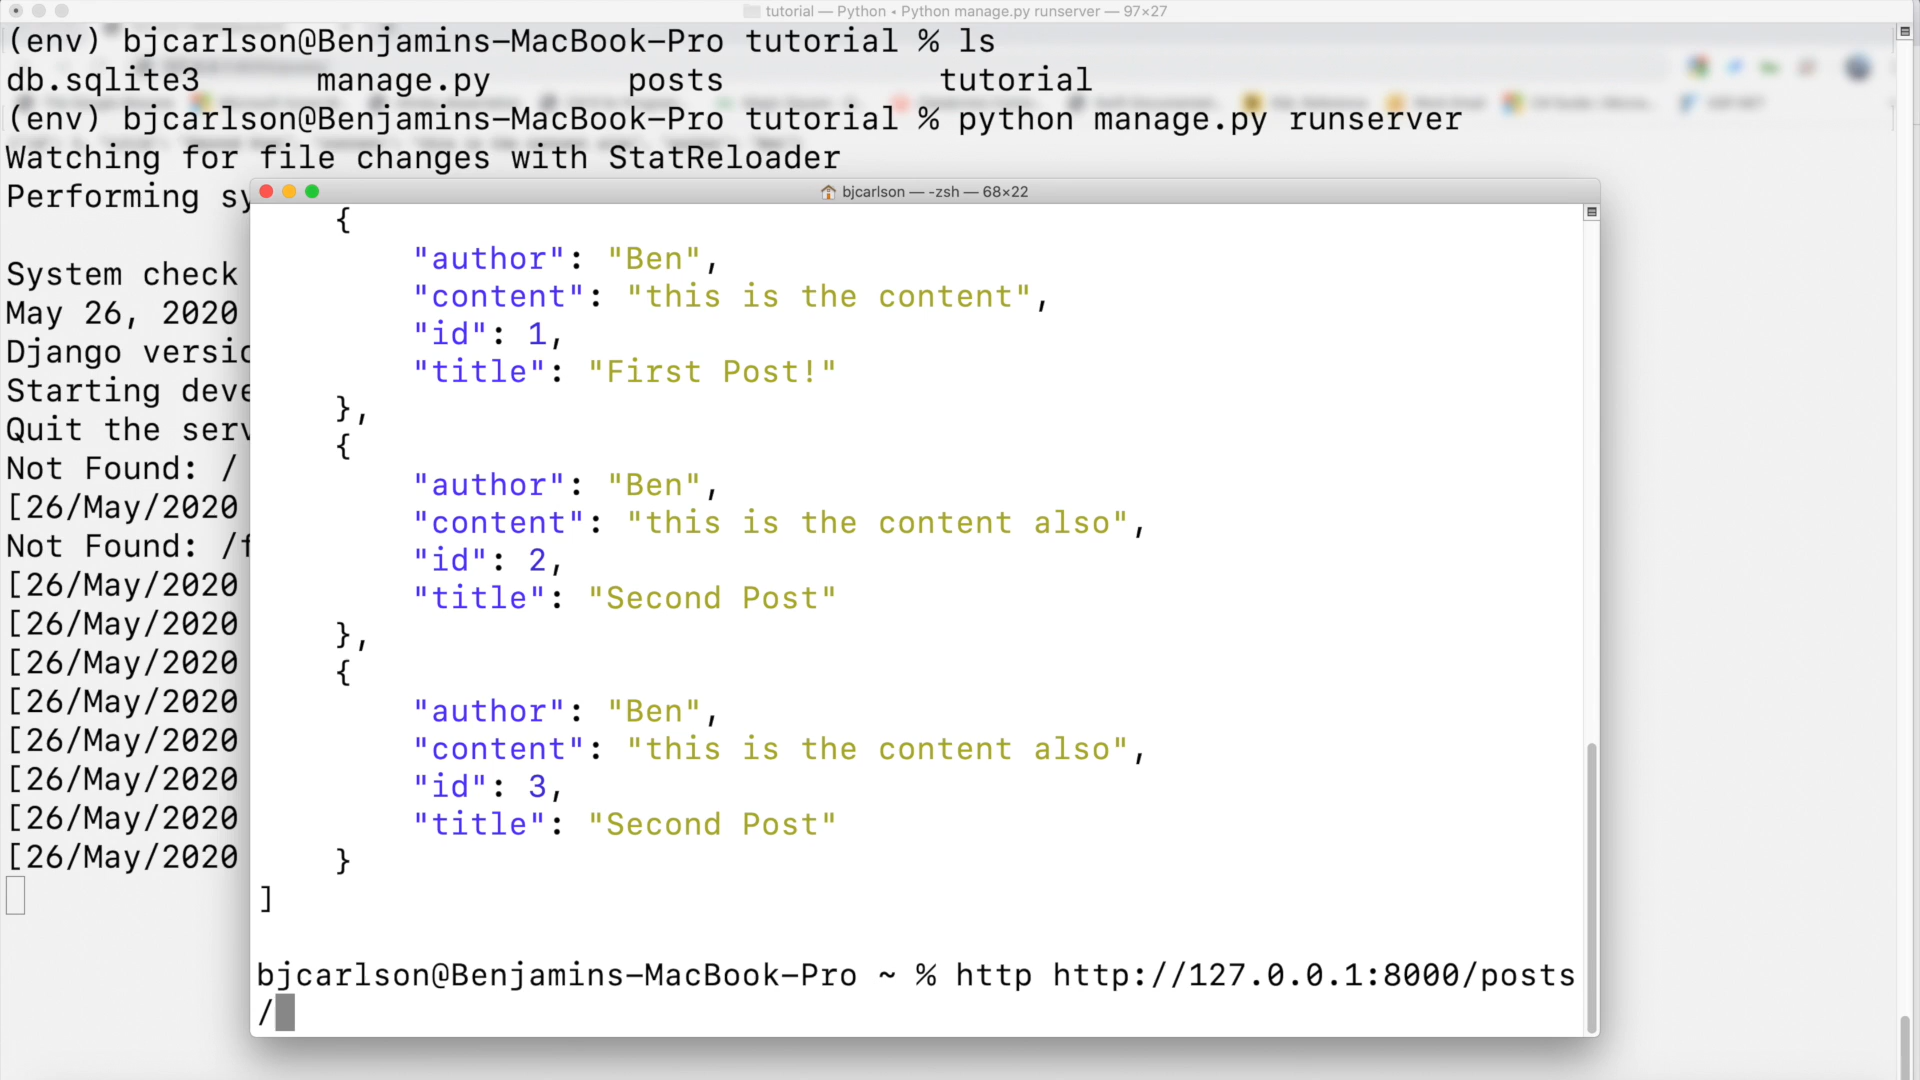 tutorial — Python ◂ Python manage.py runserver — 97×27
(env) bjcarlson@Benjamins-MacBook-Pro tutorial % ls
db.sqlite3 manage.py posts tutorial
(env) bjcarlson@Benjamins-MacBook-Pro tutorial % python manage.py runserver
Watching for file changes with StatReloader
Performing sy
System check
May 26, 2020
Django versio
Starting deve
Quit the serv
Not Found: /
[26/May/2020
Not Found: /f
[26/May/2020
[26/May/2020
[26/May/2020
[26/May/2020
[26/May/2020
[26/May/2020
[26/May/2020
[26/May/2020
bjcarlson — -zsh — 68×22
{
"author": "Ben",
"content": "this is the content",
"id": 1,
"title": "First Post!"
},
{
"author": "Ben",
"content": "this is the content also",
"id": 2,
"title": "Second Post"
},
{
"author": "Ben",
"content": "this is the content also",
"id": 3,
"title": "Second Post"
}
]
bjcarlson@Benjamins-MacBook-Pro ~ % http http://127.0.0.1:8000/posts
/